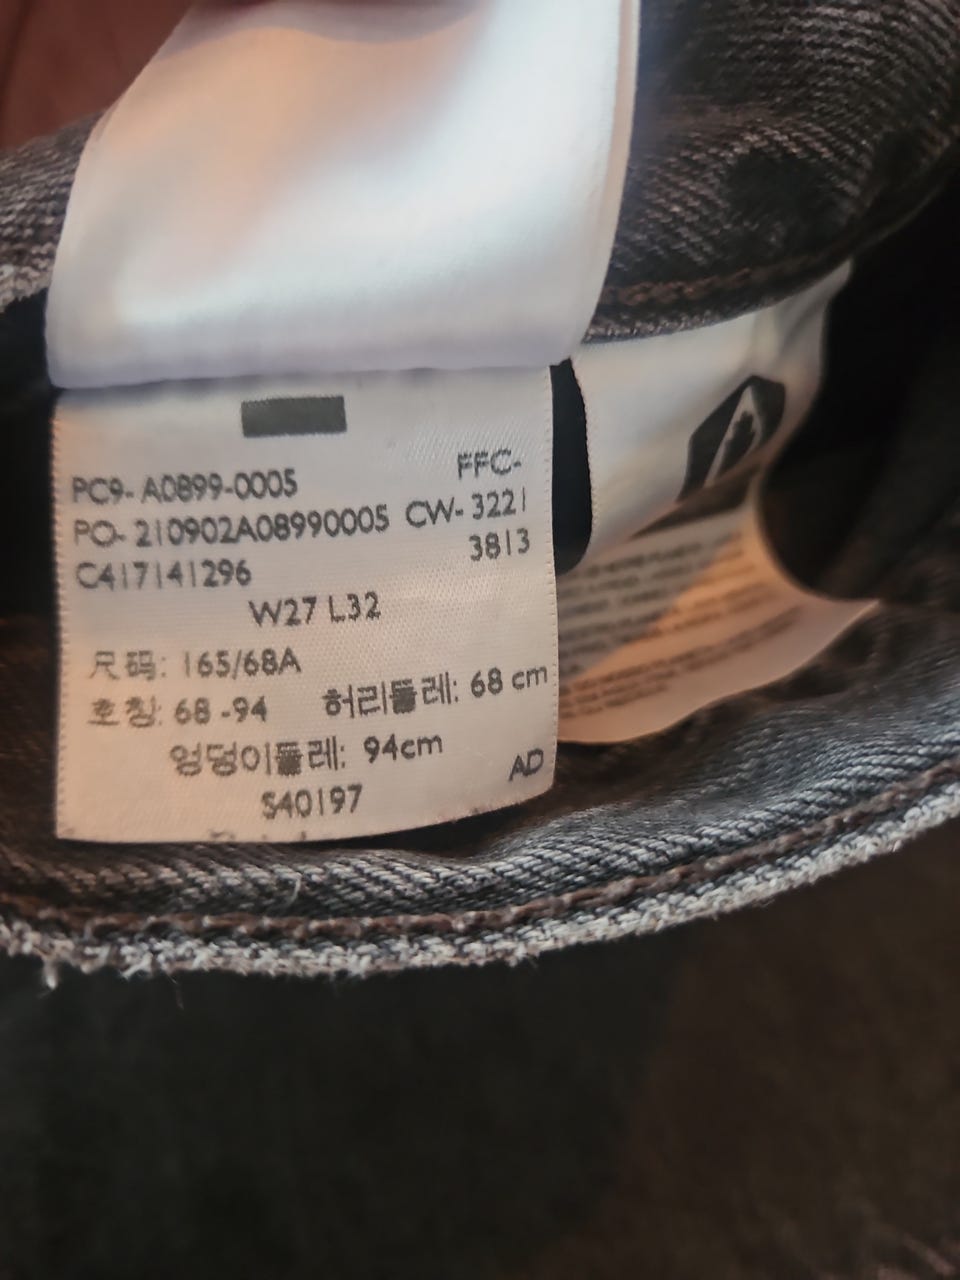 PC9- A0899-0005 FFC-
PO- 210902A08990005 CW- 3221
C417141296 3813
W27 L32
尺码: 165/68A
호칭: 68 -94 허리둘레: 68 cm
엉덩이둘레: 94cm
AD
S40197